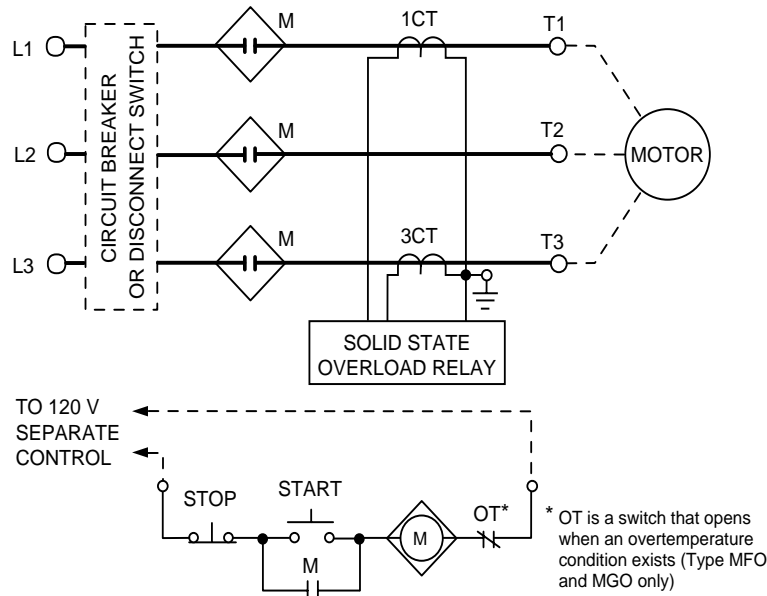 M
1CT
T1
L1
CIRCUIT BREAKER
OR DISCONNECT SWITCH
M
T2
L2
MOTOR
M
3CT
T3
L3
SOLID STATE
OVERLOAD RELAY
TO 120 V
SEPARATE
CONTROL
STOP
START
M
OT*
M
* OT is a switch that opens
when an overtemperature
condition exists (Type MFO
and MGO only)